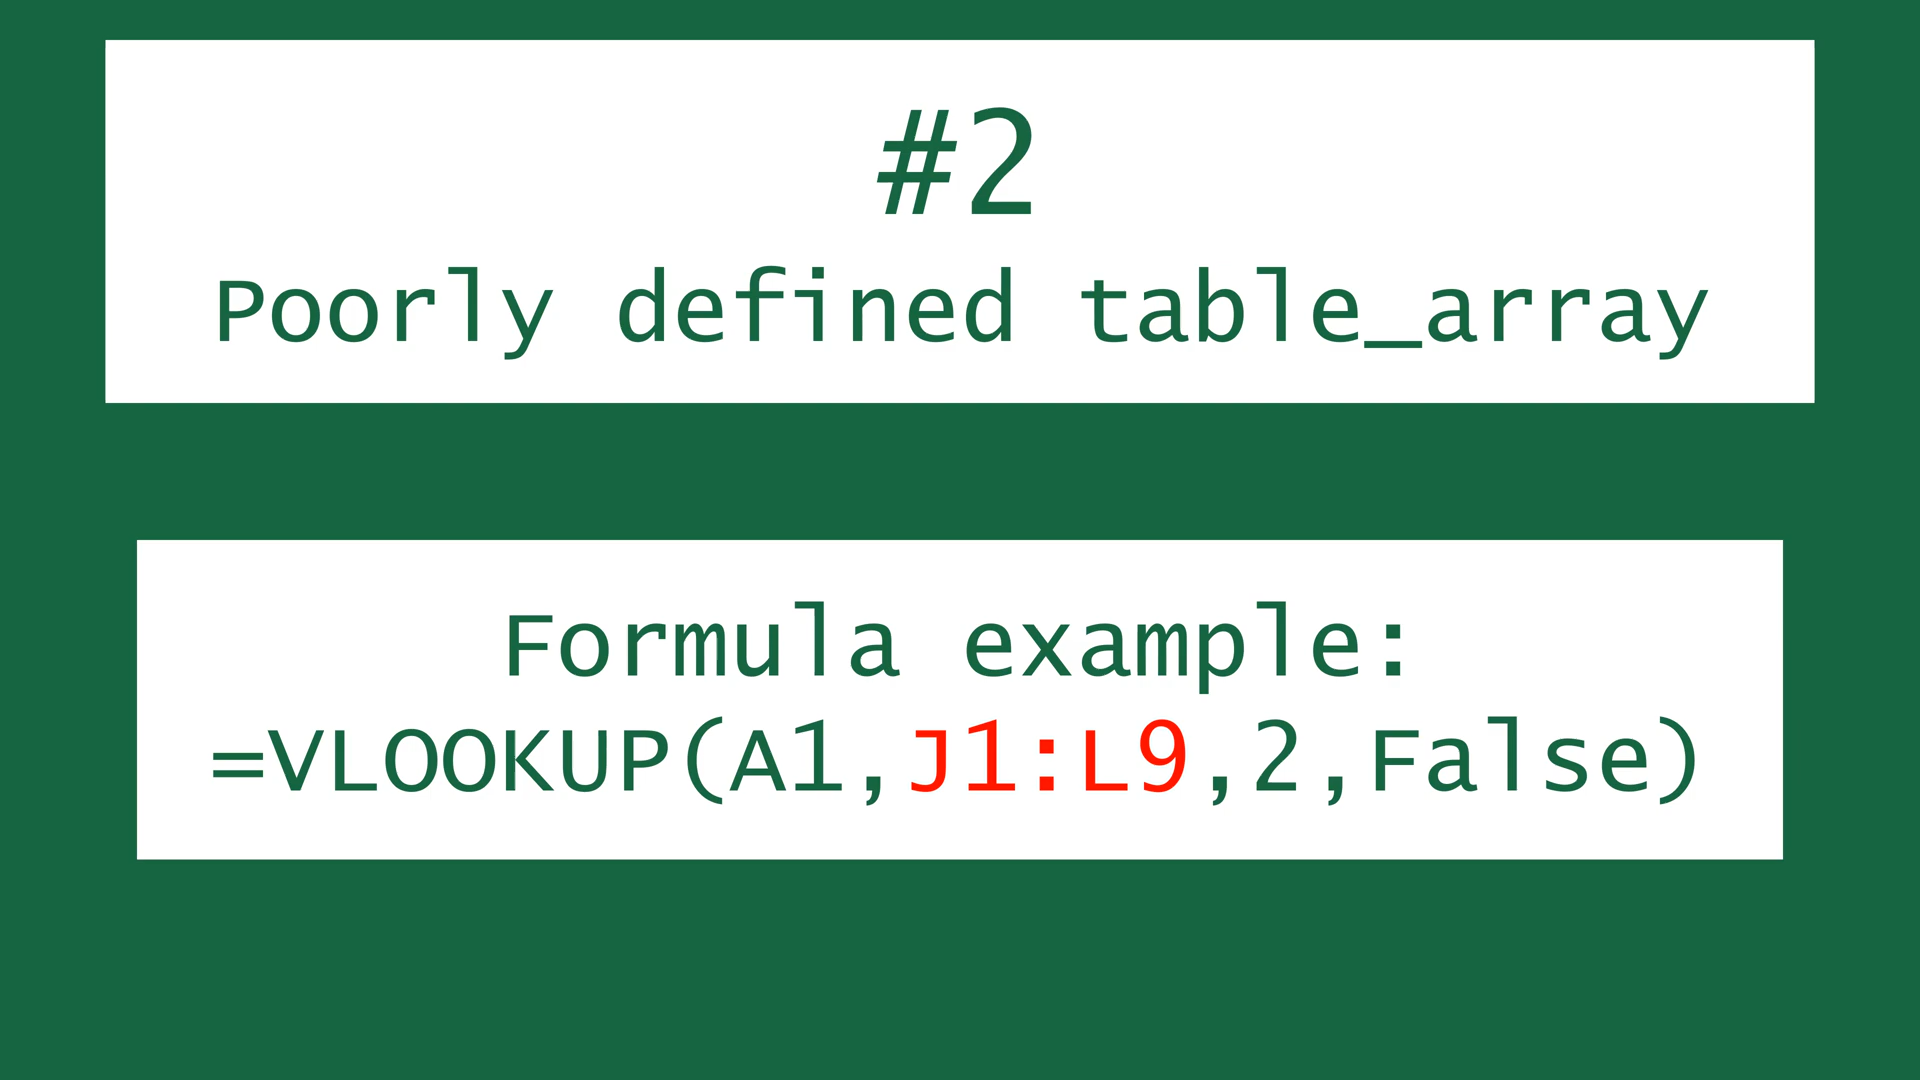 #2
Poorly defined table_array
Formula example:
=VLOOKUP(A1,J1:L9,2,False)